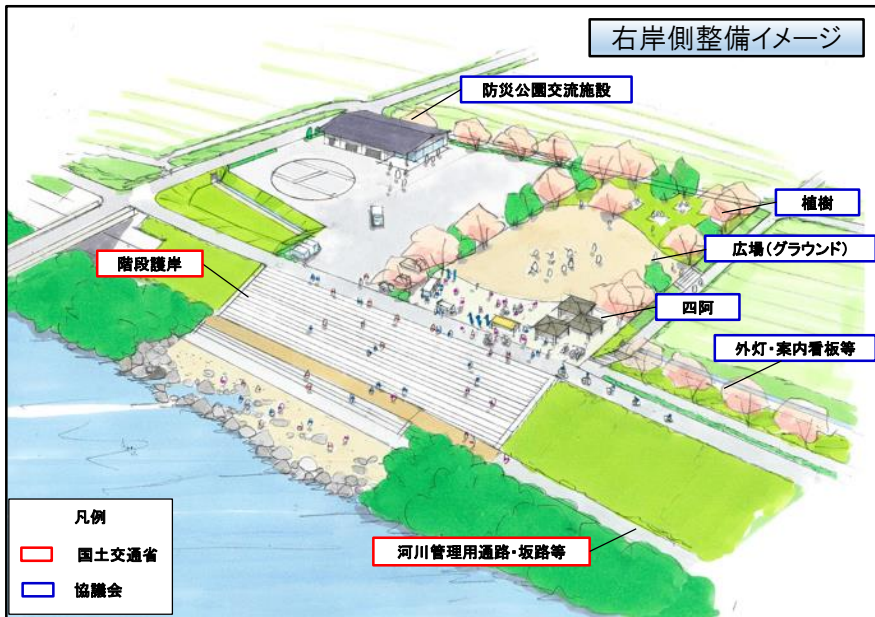 右岸側整備イメージ
防災公園交流施設
植樹
広場(グラウンド)
階段護岸
四阿
外灯・案内看板等
河川管理用通路・坂路等
凡例
国土交通省
協議会